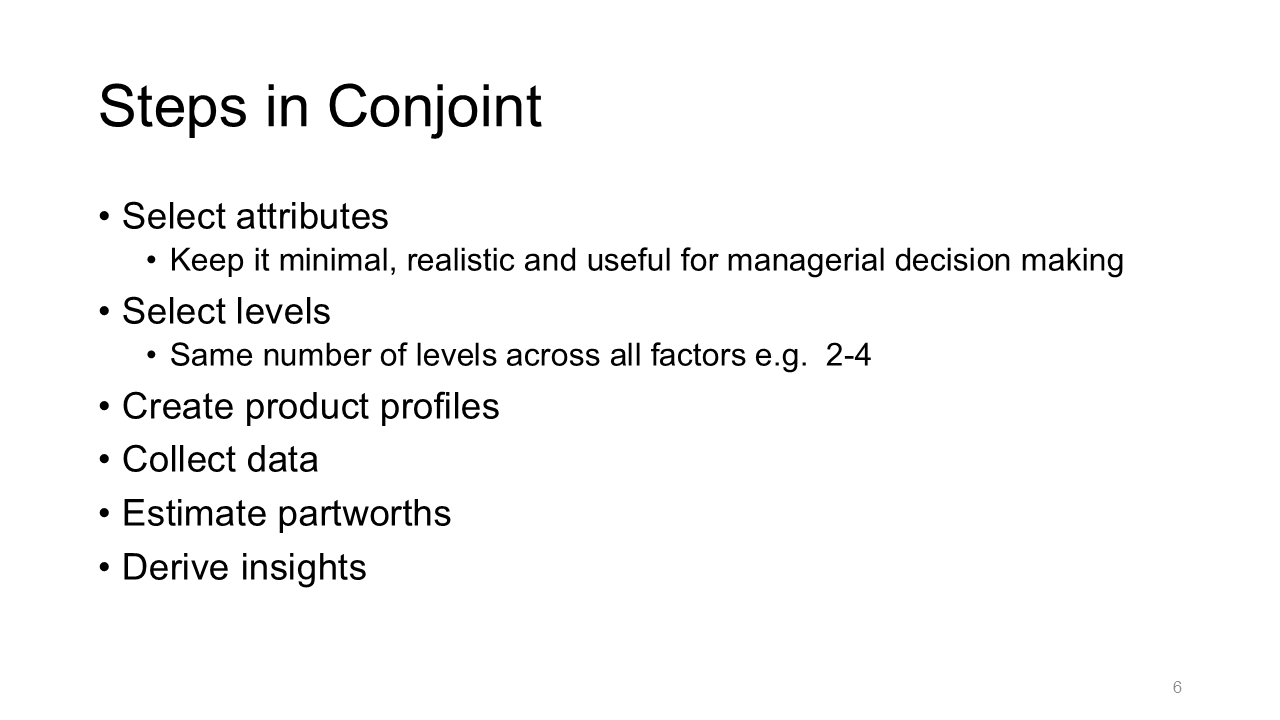 Steps in Conjoint
• Select attributes
• Keep it minimal, realistic and useful for managerial decision making
• Select levels
• Same number of levels across all factors e.g.  2-4
• Create product profiles
• Collect data
• Estimate partworths
• Derive insights
6